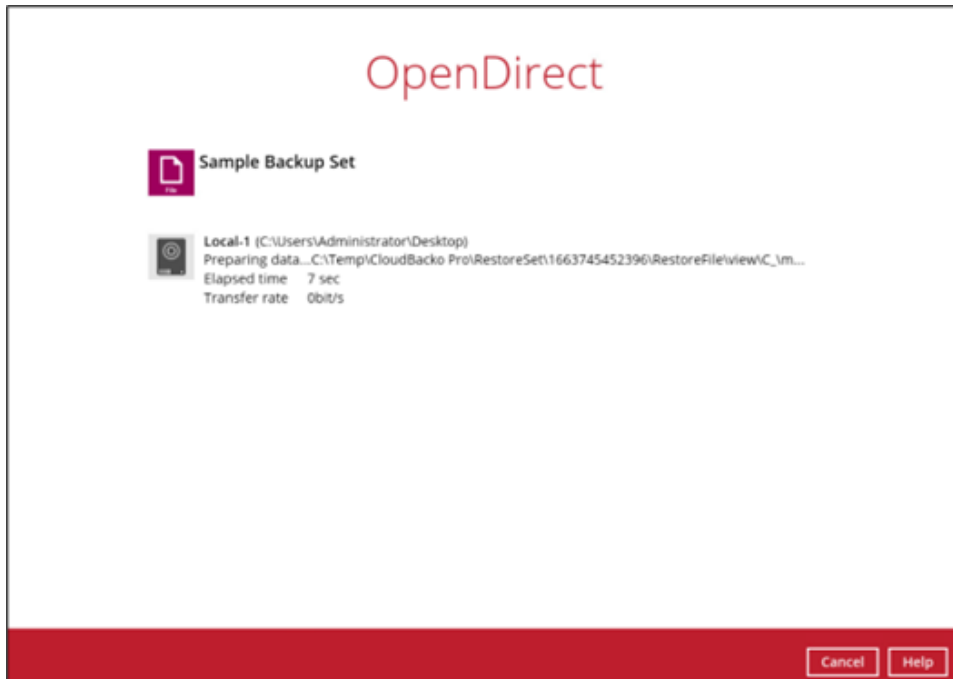 OpenDirect
File
Sample Backup Set
Local-1 (C:\Users\Administrator\Desktop)
Preparing data...C:\Temp\CloudBacko Pro\RestoreSet\1663745452396\RestoreFile\view\C_\m...
Elapsed time 7 sec
Transfer rate 0bit/s
Cancel Help